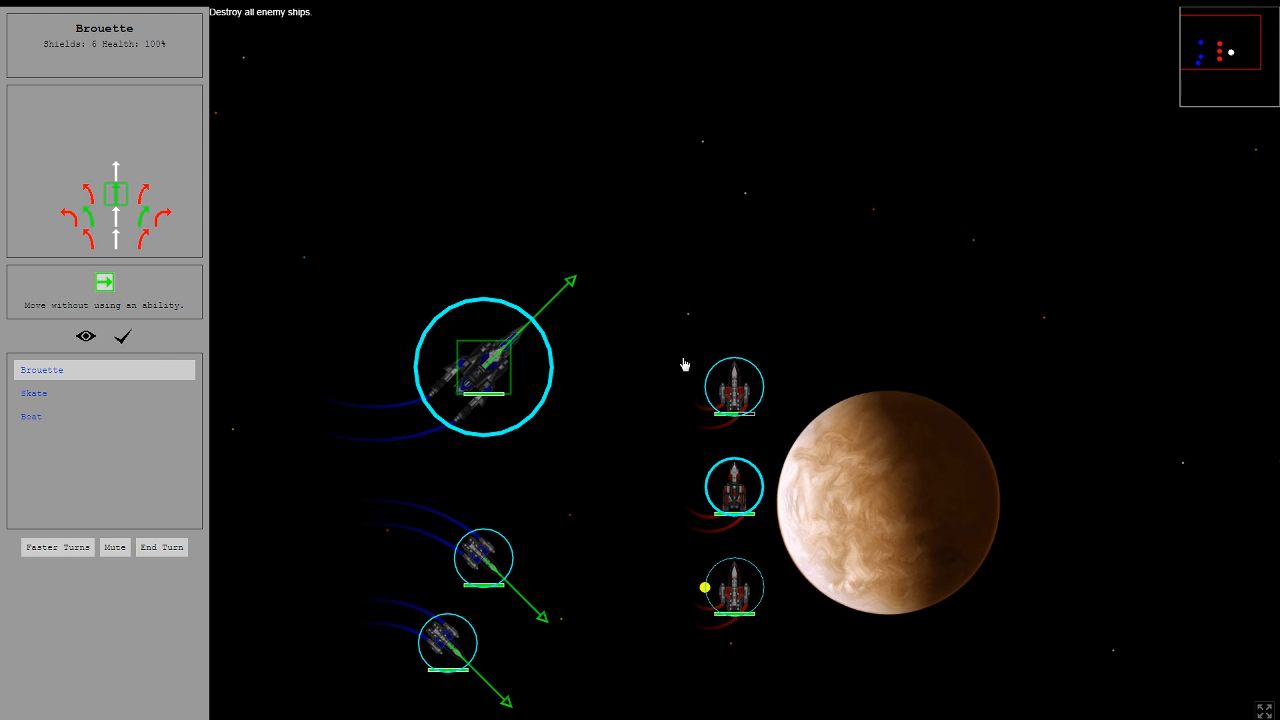 Brouette
Shields: 6 Health: 100%
Destroy all enemy ships.
Move without using an ability.
Brouette
Skate
Boat
Faster Turns
Mute
End Turn